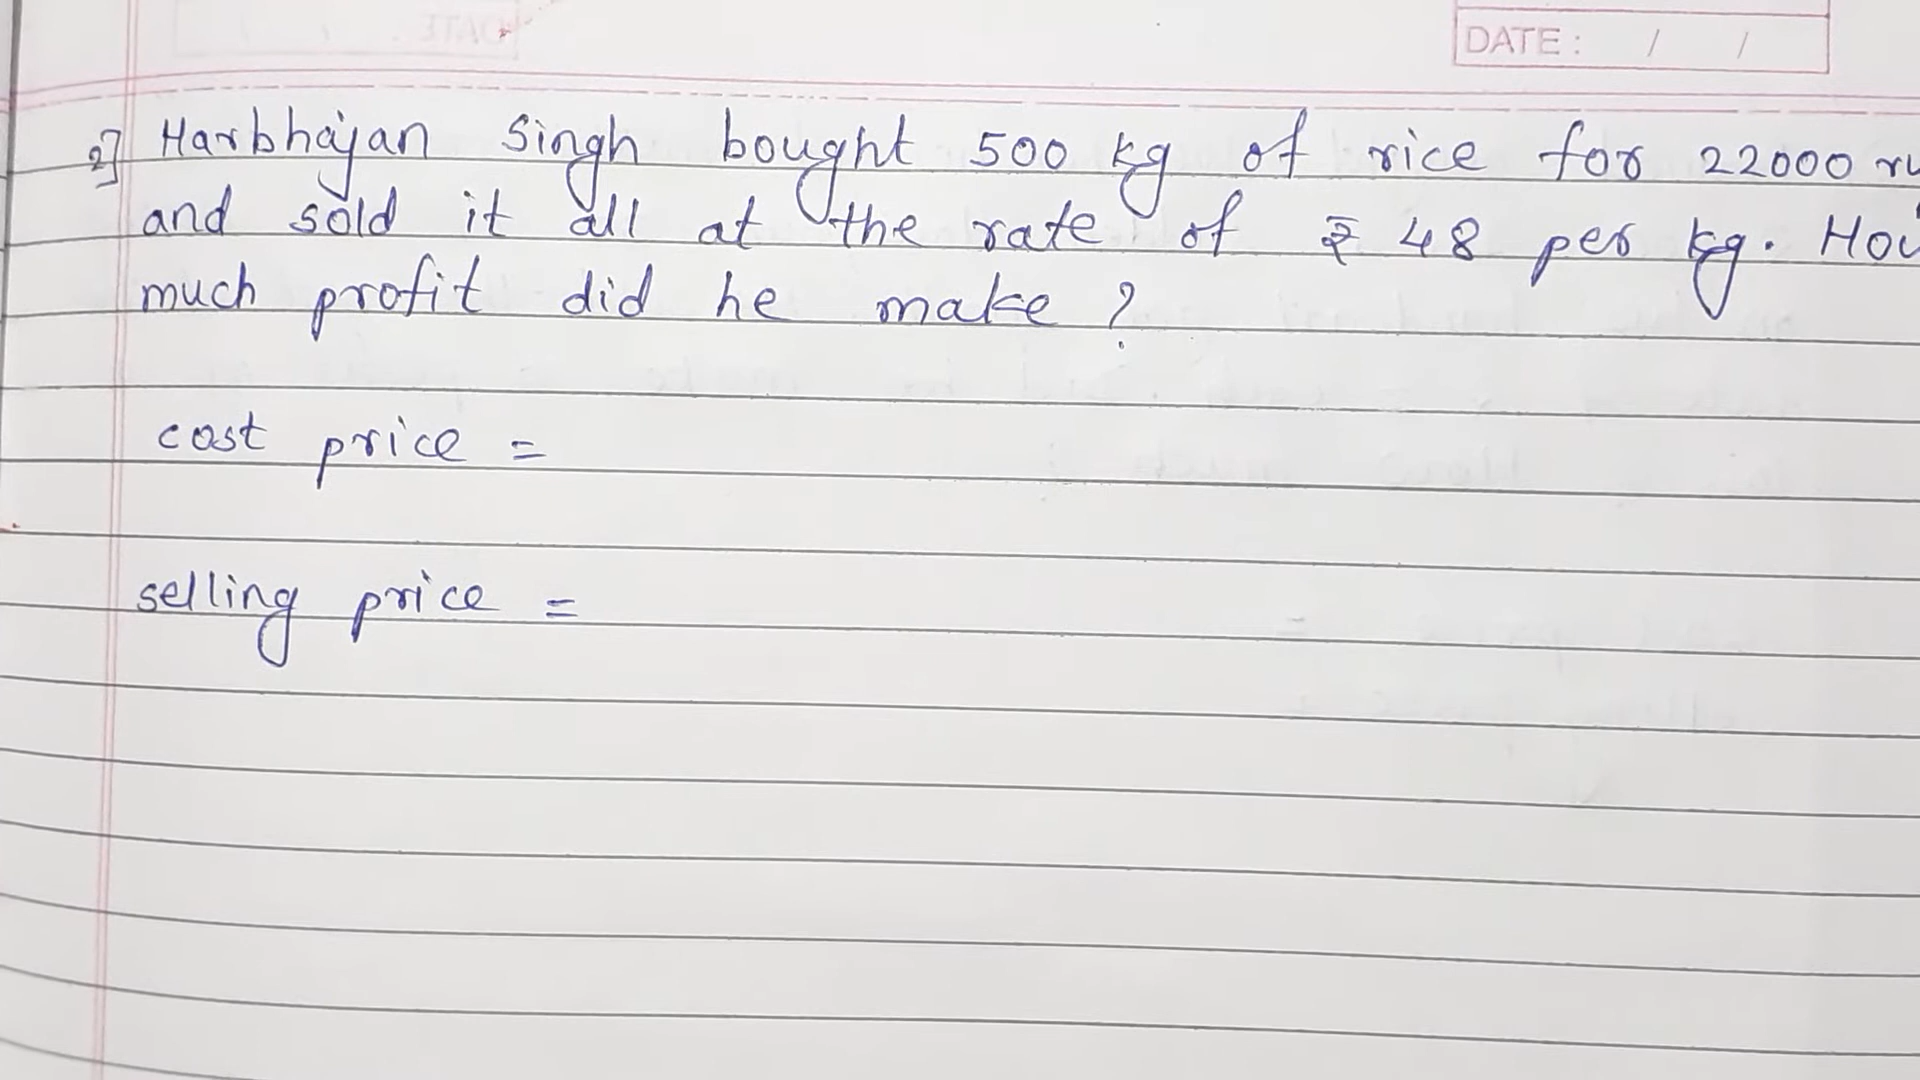 DATE : / /
2] Harbhajan Singh bought 500 kg of rice for 22000
and sold it all at the rate of ₹ 48 per kg.
much profit did he make ?
cost price =
selling price =